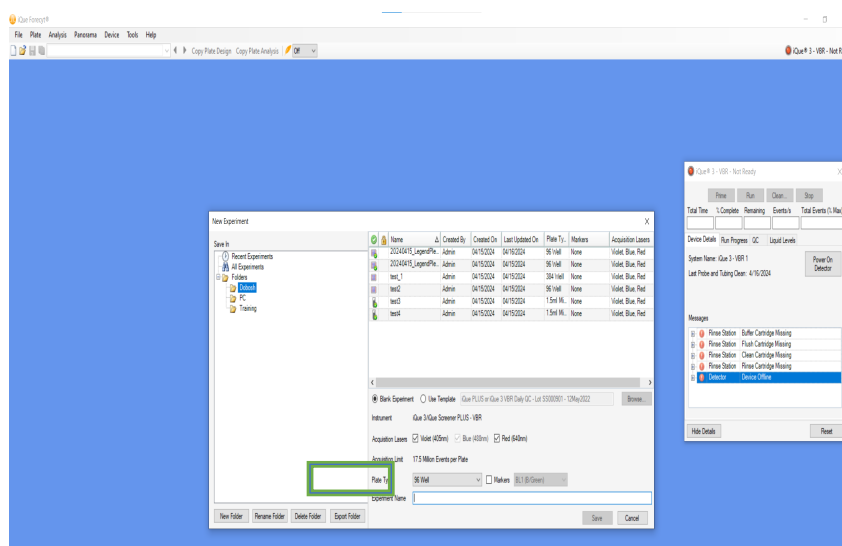 iQue Forecyt®
File Plate Analysis Panorama Device Tools Help
Copy Plate Design Copy Plate Analysis Off
iQue® 3 - VBR - Not R
New Experiment X
Save In
Recent Experiments
All Experiments
Folders
Dobosh
PC
Training
Name Created By Created On Last Updated On Plate Ty... Markers Acquisition Lasers
20240415_LegendPle... Admin 04/15/2024 04/16/2024 96 Well None Violet, Blue, Red
20240415_LegendPle... Admin 04/15/2024 04/15/2024 96 Well None Violet, Blue, Red
test_1 Admin 04/15/2024 04/15/2024 384 Well None Violet, Blue, Red
test2 Admin 04/15/2024 04/15/2024 96 Well None Violet, Blue, Red
test3 Admin 04/15/2024 04/15/2024 1.5ml Mi... None Violet, Blue, Red
test4 Admin 04/15/2024 04/15/2024 1.5ml Mi... None Violet, Blue, Red
Blank Experiment Use Template iQue PLUS or iQue 3 VBR Daily QC - Lot SS000901 - 12May2022 Browse...
Instrument iQue 3/iQue Screener PLUS - VBR
Acquisition Lasers Violet (405nm) Blue (488nm) Red (640nm)
Acquisition Limit 17.5 Million Events per Plate
Plate Ty 96 Well Markers BL1 (B/Green)
Experiment Name
New Folder Rename Folder Delete Folder Export Folder Save Cancel
iQue® 3 - VBR - Not Ready X
Prime Run Clean... Stop
Total Time % Complete Remaining Events/s Total Events (% Max)
Device Details Run Progress QC Liquid Levels
System Name: iQue 3 - VBR 1
Last Probe and Tubing Clean: 4/16/2024
Power On
Detector
Messages
Rinse Station Buffer Cartridge Missing
Rinse Station Flush Cartridge Missing
Rinse Station Clean Cartridge Missing
Rinse Station Rinse Cartridge Missing
Detector Device Offline
Hide Details Reset